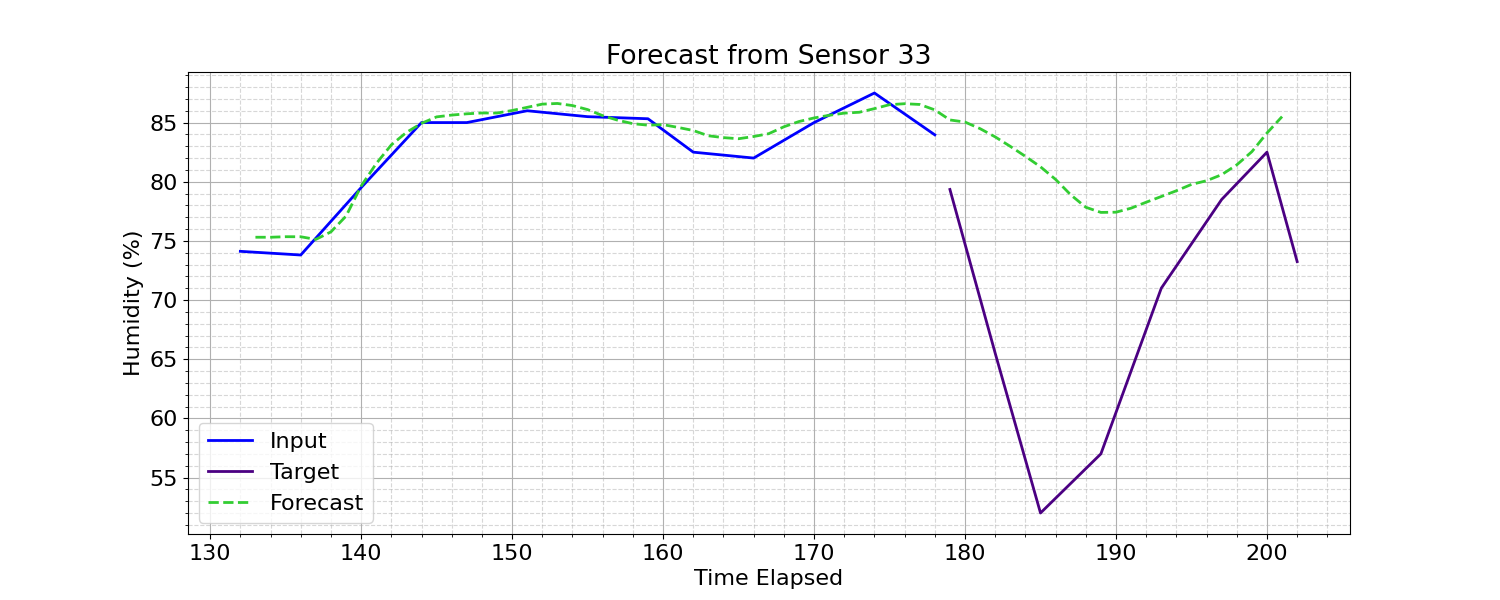 Forecast from Sensor 33
Humidity (%)
85
80
75
70
65
60
55
Input
Target
Forecast
130 140 150 160 170 180 190 200
Time Elapsed